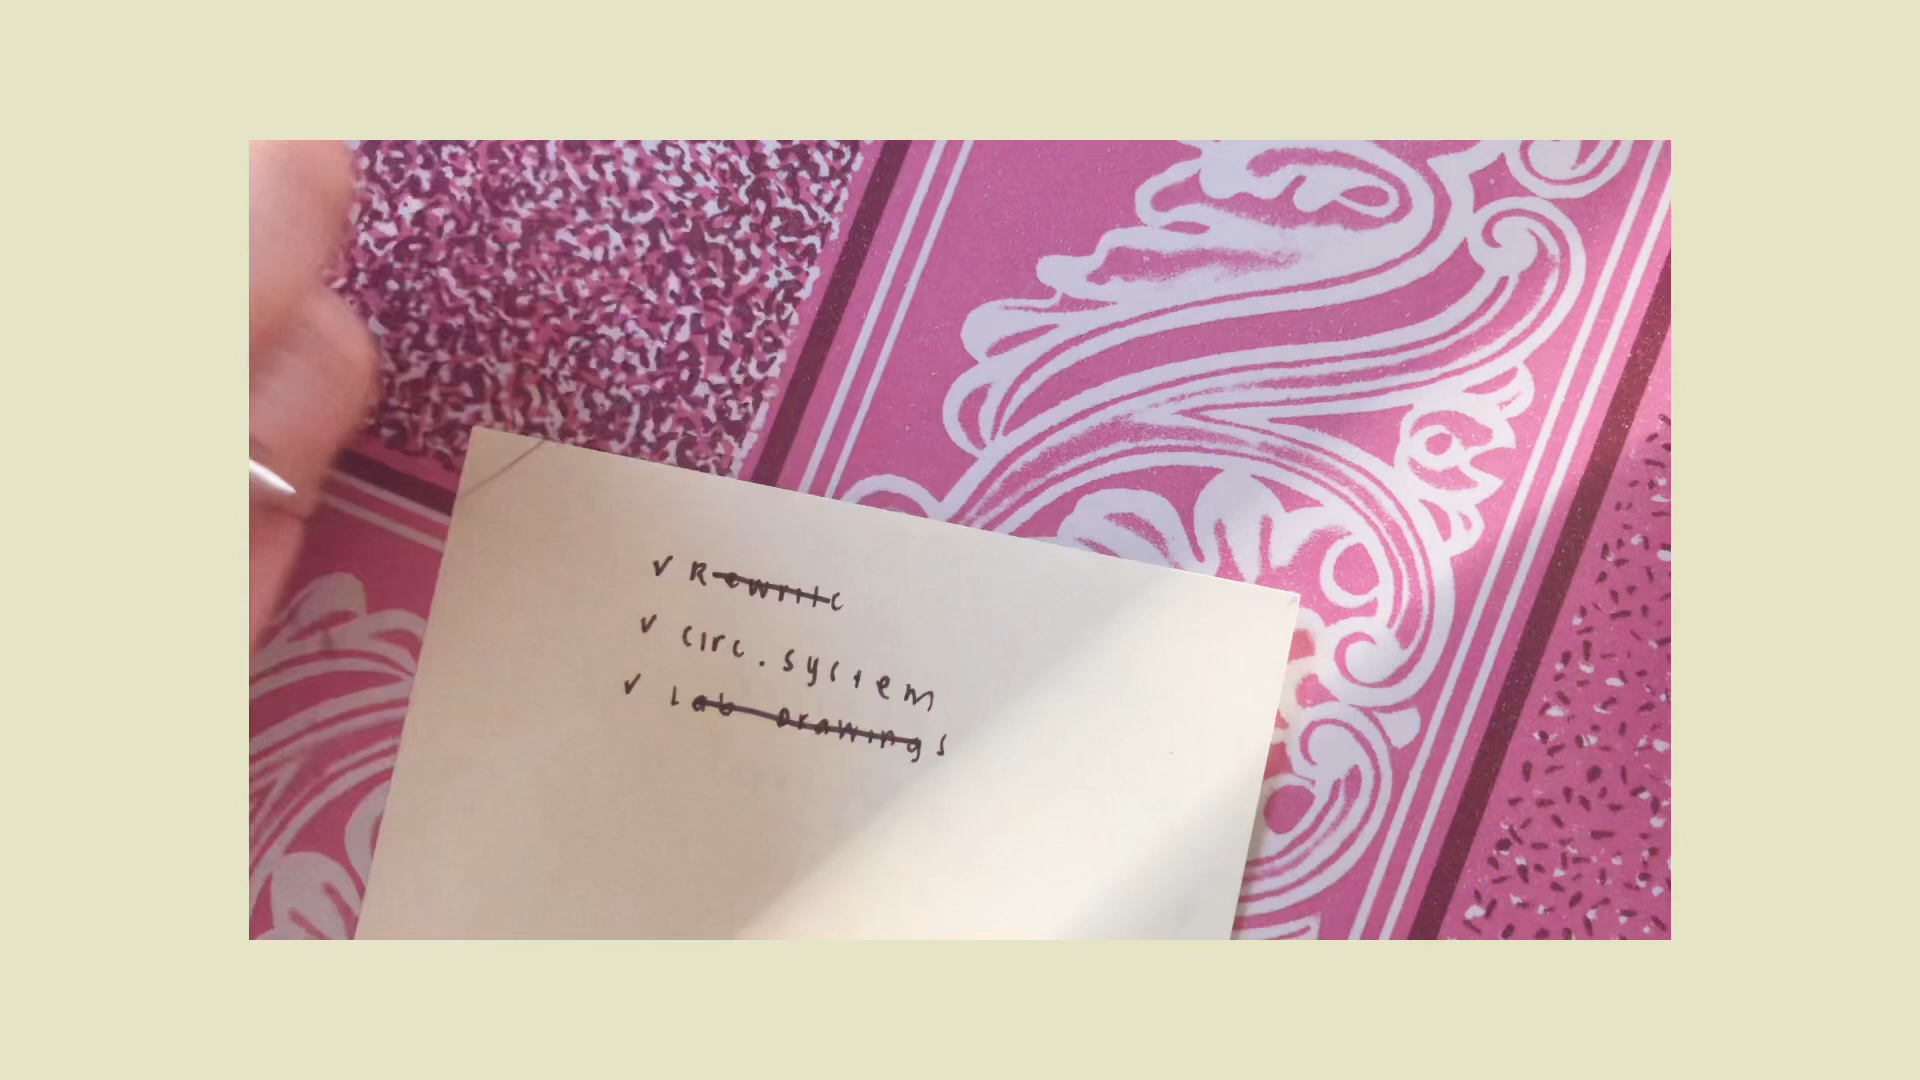 ✓ Rewrite
✓ circ. system
✓ Lab Drawings